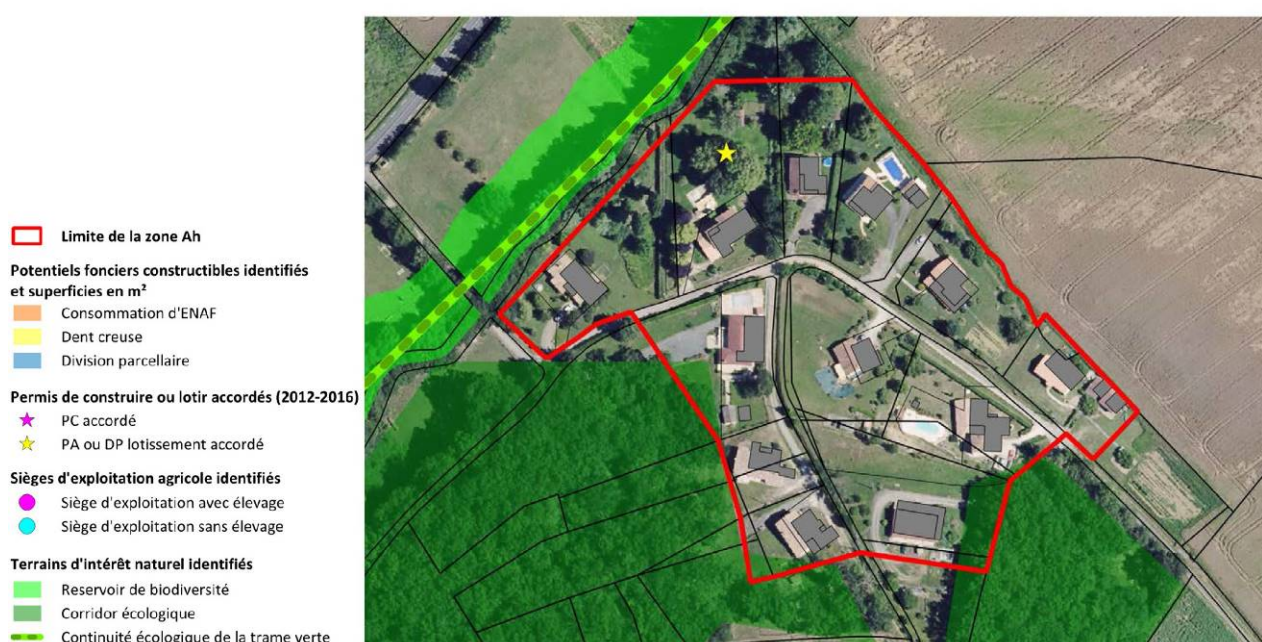 Limite de la zone Ah
Potentiels fonciers constructibles identifiés
et superficies en m²
Consommation d'ENAF
Dent creuse
Division parcellaire
Permis de construire ou lotir accordés (2012-2016)
PC accordé
PA ou DP lotissement accordé
Sièges d'exploitation agricole identifiés
Siège d'exploitation avec élevage
Siège d'exploitation sans élevage
Terrains d'intérêt naturel identifiés
Reservoir de biodiversité
Corridor écologique
Continuité écologique de la trame verte